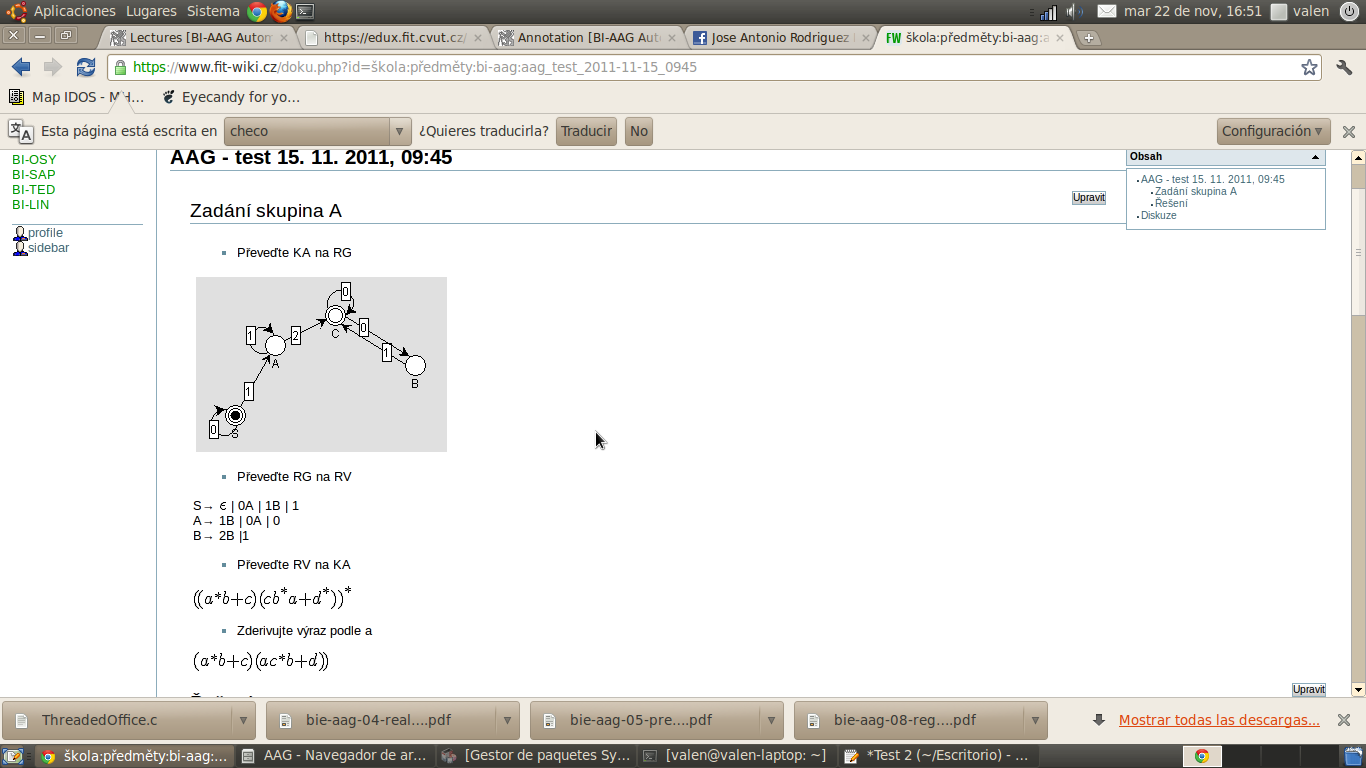 Aplicaciones Lugares Sistema mar 22 de nov, 16:51 valen
Lectures [BI-AAG Autom https://edux.fit.cvut.cz/ Annotation [BI-AAG Auto Jose Antonio Rodriguez škola:předměty:bi-aag:a
https://www.fit-wiki.cz/doku.php?id=škola:předměty:bi-aag:aag_test_2011-11-15_0945
Map IDOS - MH... Eyecandy for yo...
Esta página está escrita en checo ¿Quieres traducirla? Traducir No Configuración
BI-OSY
BI-SAP
BI-TED
BI-LIN
profile
sidebar
AAG - test 15. 11. 2011, 09:45
Obsah
AAG - test 15. 11. 2011, 09:45
Zadání skupina A
Řešení
Diskuze
Upravit
Zadání skupina A
Převeďte KA na RG
0
C
1
2
A
0
1
B
1
0
S
Převeďte RG na RV
S→ ϵ | 0A | 1B | 1
A→ 1B | 0A | 0
B→ 2B |1
Převeďte RV na KA
((a*b+c)(cb*a+d*))*
Zderivujte výraz podle a
(a*b+c)(ac*b+d))
Upravit
ThreadedOffice.c bie-aag-04-real....pdf bie-aag-05-pre....pdf bie-aag-08-reg....pdf Mostrar todas las descargas...
škola:předměty:bi-aag:... AAG - Navegador de ar... [Gestor de paquetes Sy... [valen@valen-laptop: ~] *Test 2 (~/Escritorio) - ...